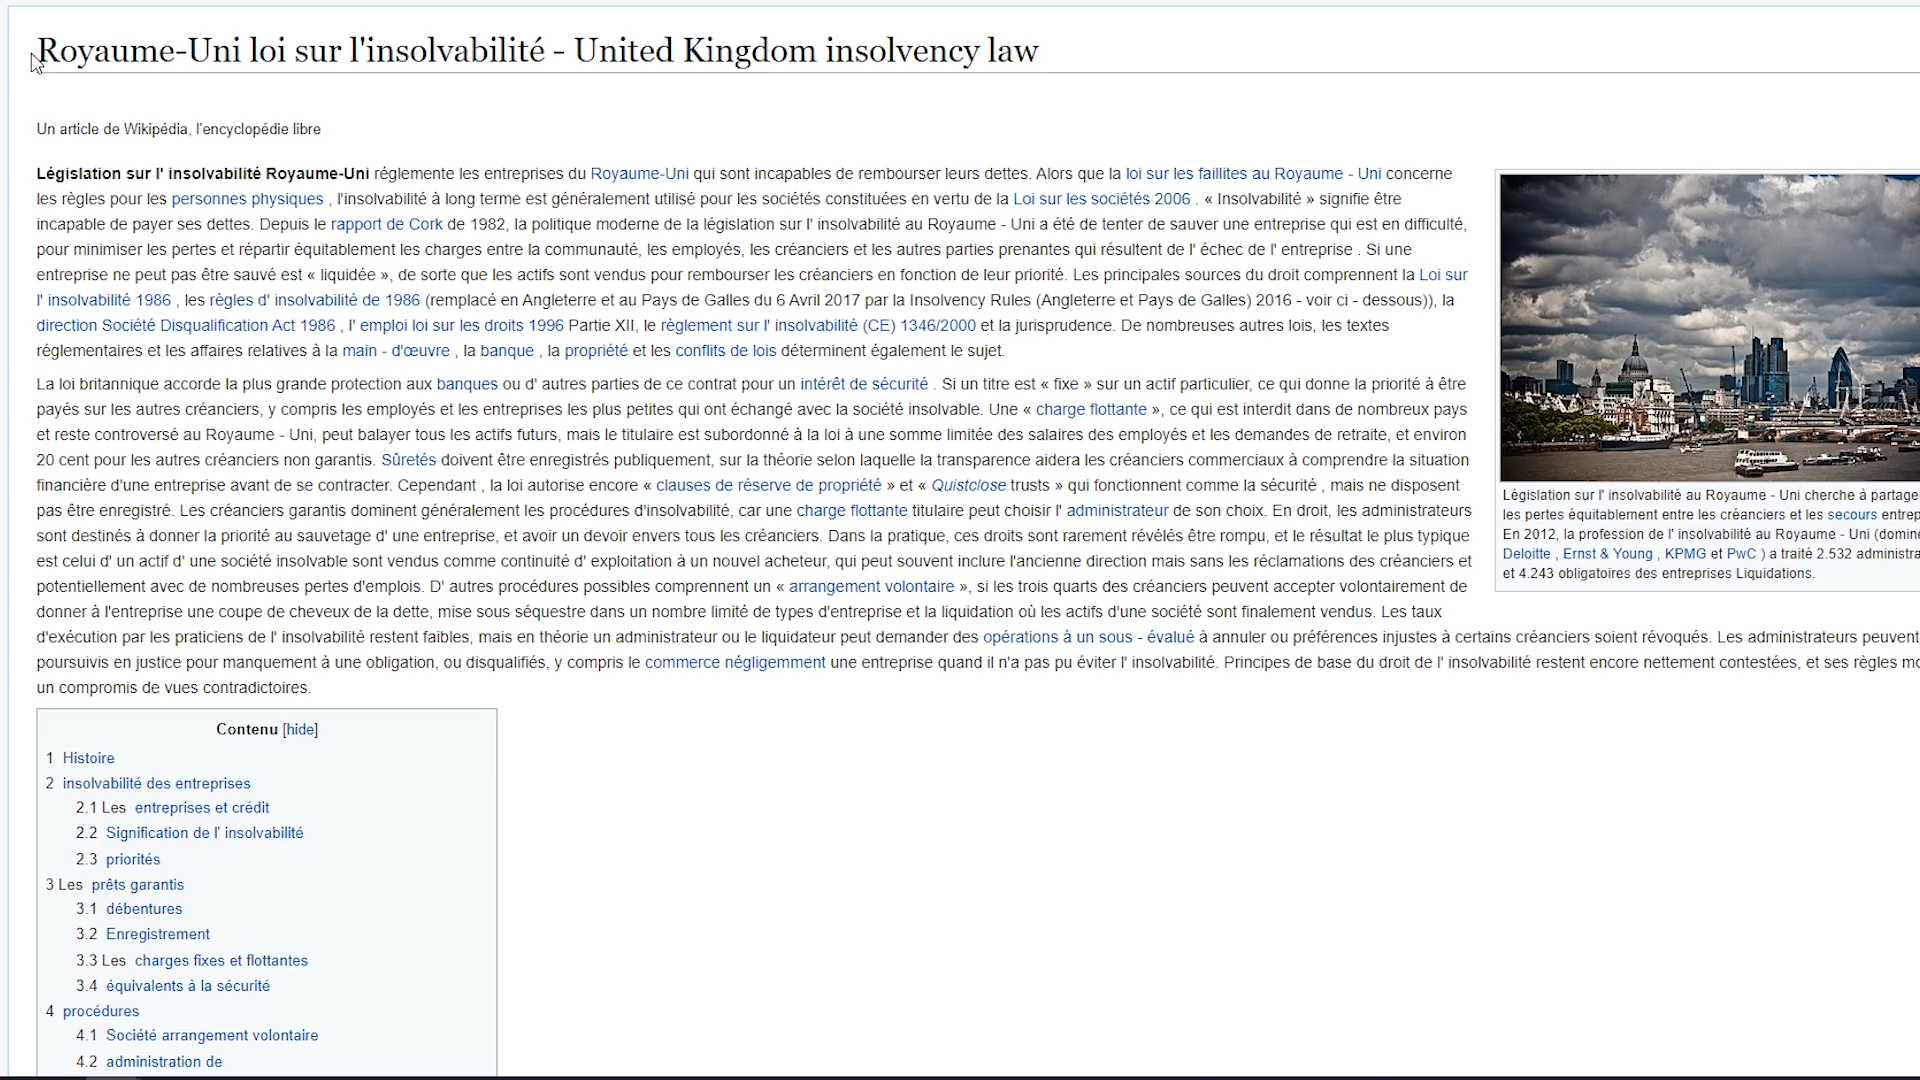 Royaume-Uni loi sur l'insolvabilité - United Kingdom insolvency law
Un article de Wikipédia, l'encyclopédie libre
Législation sur l' insolvabilité Royaume-Uni réglemente les entreprises du Royaume-Uni qui sont incapables de rembourser leurs dettes. Alors que la loi sur les faillites au Royaume - Uni concerne
les règles pour les personnes physiques , l'insolvabilité à long terme est généralement utilisé pour les sociétés constituées en vertu de la Loi sur les sociétés 2006 . « Insolvabilité » signifie être
incapable de payer ses dettes. Depuis le rapport de Cork de 1982, la politique moderne de la législation sur l' insolvabilité au Royaume - Uni a été de tenter de sauver une entreprise qui est en difficulté,
pour minimiser les pertes et répartir équitablement les charges entre la communauté, les employés, les créanciers et les autres parties prenantes qui résultent de l' échec de l' entreprise . Si une
entreprise ne peut pas être sauvé est « liquidée », de sorte que les actifs sont vendus pour rembourser les créanciers en fonction de leur priorité. Les principales sources du droit comprennent la Loi sur
l' insolvabilité 1986 , les règles d' insolvabilité de 1986 (remplacé en Angleterre et au Pays de Galles du 6 Avril 2017 par la Insolvency Rules (Angleterre et Pays de Galles) 2016 - voir ci - dessous)), la
direction Société Disqualification Act 1986 , l' emploi loi sur les droits 1996 Partie XII, le règlement sur l' insolvabilité (CE) 1346/2000 et la jurisprudence. De nombreuses autres lois, les textes
réglementaires et les affaires relatives à la main - d'œuvre , la banque , la propriété et les conflits de lois déterminent également le sujet.
La loi britannique accorde la plus grande protection aux banques ou d' autres parties de ce contrat pour un intérêt de sécurité . Si un titre est « fixe » sur un actif particulier, ce qui donne la priorité à être
payés sur les autres créanciers, y compris les employés et les entreprises les plus petites qui ont échangé avec la société insolvable. Une « charge flottante », ce qui est interdit dans de nombreux pays
et reste controversé au Royaume - Uni, peut balayer tous les actifs futurs, mais le titulaire est subordonné à la loi à une somme limitée des salaires des employés et les demandes de retraite, et environ
20 cent pour les autres créanciers non garantis. Sûretés doivent être enregistrés publiquement, sur la théorie selon laquelle la transparence aidera les créanciers commerciaux à comprendre la situation
financière d'une entreprise avant de se contracter. Cependant , la loi autorise encore « clauses de réserve de propriété » et « Quistclose trusts » qui fonctionnent comme la sécurité , mais ne disposent
pas être enregistré. Les créanciers garantis dominent généralement les procédures d'insolvabilité, car une charge flottante titulaire peut choisir l' administrateur de son choix. En droit, les administrateurs
sont destinés à donner la priorité au sauvetage d' une entreprise, et avoir un devoir envers tous les créanciers. Dans la pratique, ces droits sont rarement révélés être rompu, et le résultat le plus typique
est celui d' un actif d' une société insolvable sont vendus comme continuité d' exploitation à un nouvel acheteur, qui peut souvent inclure l'ancienne direction mais sans les réclamations des créanciers et
potentiellement avec de nombreuses pertes d'emplois. D' autres procédures possibles comprennent un « arrangement volontaire », si les trois quarts des créanciers peuvent accepter volontairement de
donner à l'entreprise une coupe de cheveux de la dette, mise sous séquestre dans un nombre limité de types d'entreprise et la liquidation où les actifs d'une société sont finalement vendus. Les taux
d'exécution par les praticiens de l' insolvabilité restent faibles, mais en théorie un administrateur ou le liquidateur peut demander des opérations à un sous - évalué à annuler ou préférences injustes à certains créanciers soient révoqués. Les administrateurs peuvent
poursuivis en justice pour manquement à une obligation, ou disqualifiés, y compris le commerce négligemment une entreprise quand il n'a pas pu éviter l' insolvabilité. Principes de base du droit de l' insolvabilité restent encore nettement contestées, et ses règles mo
un compromis de vues contradictoires.
Législation sur l' insolvabilité au Royaume - Uni cherche à partage
les pertes équitablement entre les créanciers et les secours entrep
En 2012, la profession de l' insolvabilité au Royaume - Uni (domin
Deloitte , Ernst & Young , KPMG et PwC ) a traité 2.532 administra
et 4.243 obligatoires des entreprises Liquidations.
Contenu [hide]
1 Histoire
2 insolvabilité des entreprises
2.1 Les entreprises et crédit
2.2 Signification de l' insolvabilité
2.3 priorités
3 Les prêts garantis
3.1 débentures
3.2 Enregistrement
3.3 Les charges fixes et flottantes
3.4 équivalents à la sécurité
4 procédures
4.1 Société arrangement volontaire
4.2 administration de